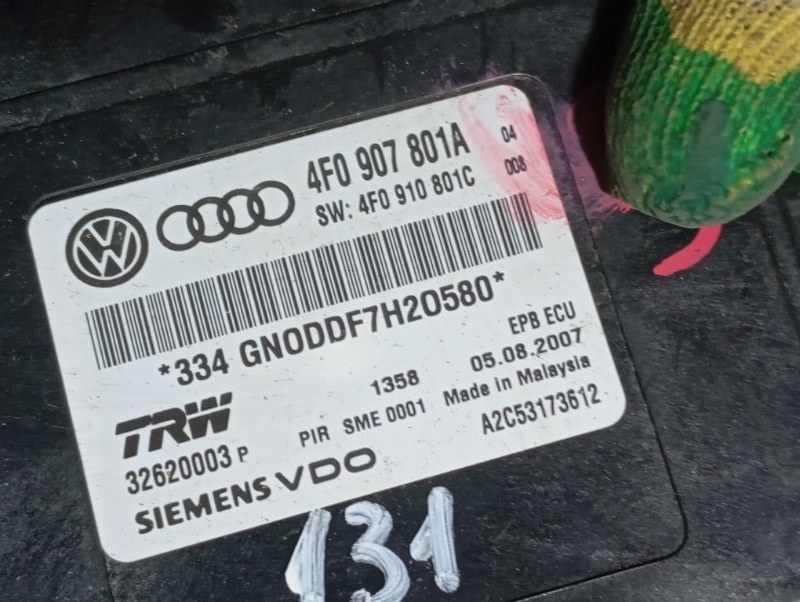 4F0 907 801A 04
SW: 4F0 910 801C 008
*334 GNODDF7H20580*
EPB ECU
1358 05.08.2007
PIR SME 0001 Made in Malaysia
TRW
32620003 P A2C53173612
SIEMENS VDO
131